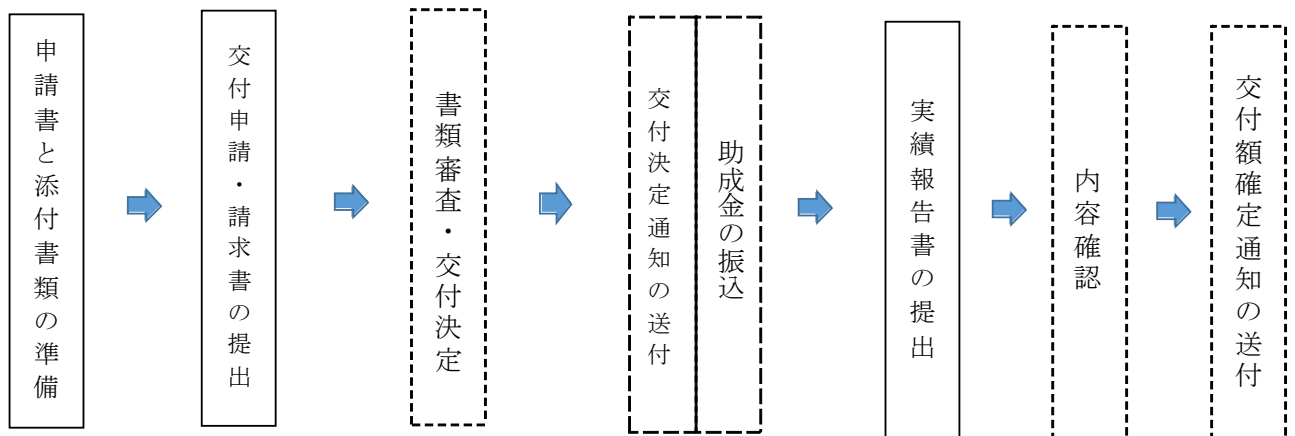 申請書と添付書類の準備
交付申請・請求書の提出
書類審査・交付決定
交付決定通知の送付
助成金の振込
実績報告書の提出
内容確認
交付額確定通知の送付